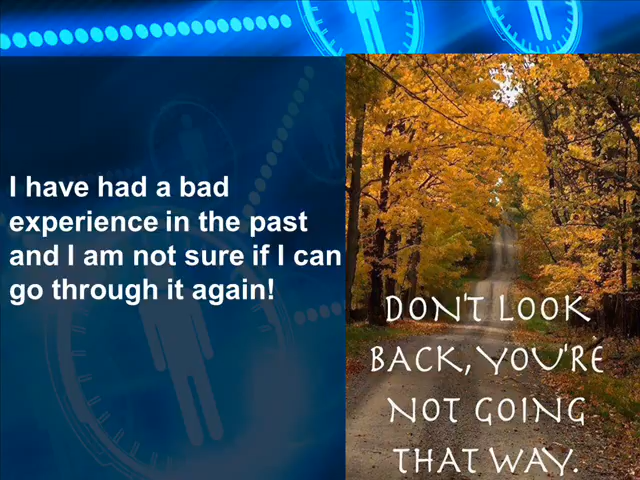 I have had a bad
experience in the past
and I am not sure if I can
go through it again!
DON'T LOOK
BACK, YOU'RE
NOT GOING
THAT WAY.